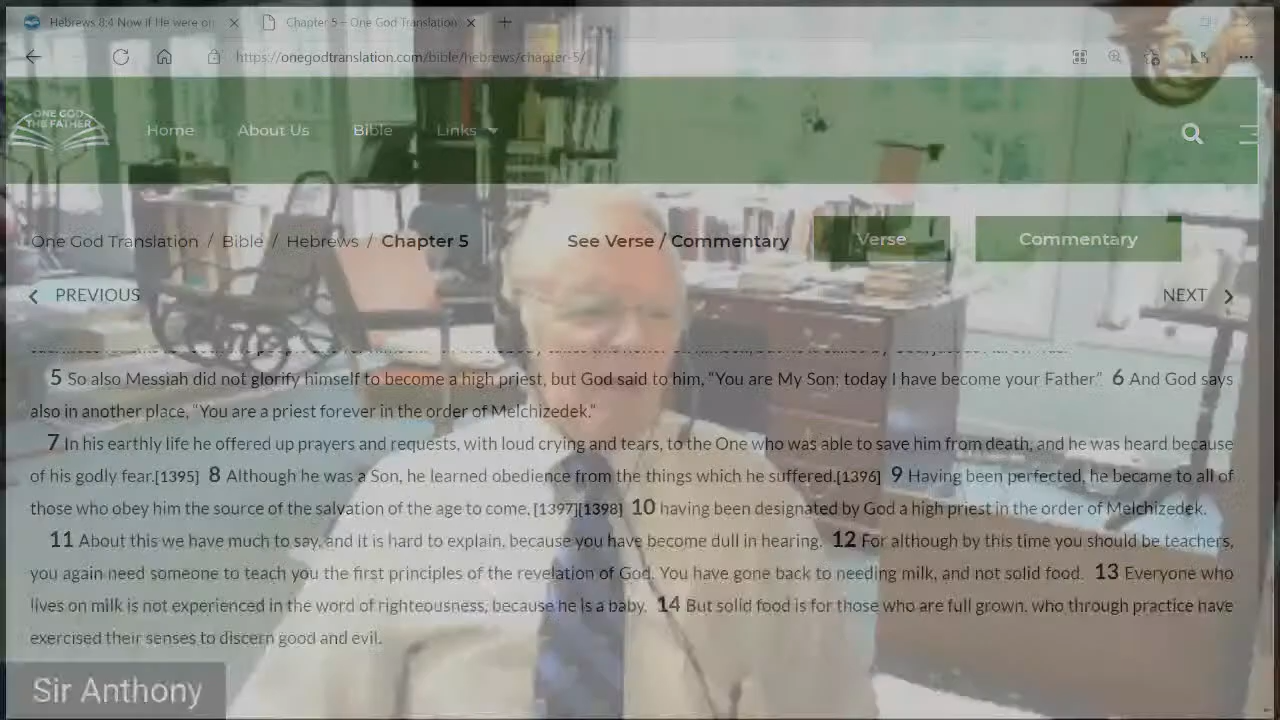 Hebrews 8:4 Now if He were on
Chapter 5 – One God Translation
https://onegodtranslation.com/bible/hebrews/chapter-5/
ONE GOD
THE FATHER
Home About Us Bible Links
One God Translation / Bible / Hebrews / Chapter 5 See Verse / Commentary Verse Commentary
PREVIOUS NEXT
5 So also Messiah did not glorify himself to become a high priest, but God said to him, “You are My Son; today I have become your Father.” 6 And God says
also in another place, “You are a priest forever in the order of Melchizedek.”
7 In his earthly life he offered up prayers and requests, with loud crying and tears, to the One who was able to save him from death, and he was heard because
of his godly fear.[1395] 8 Although he was a Son, he learned obedience from the things which he suffered.[1396] 9 Having been perfected, he became to all of
those who obey him the source of the salvation of the age to come, [1397][1398] 10 having been designated by God a high priest in the order of Melchizedek.
11 About this we have much to say, and it is hard to explain, because you have become dull in hearing. 12 For although by this time you should be teachers,
you again need someone to teach you the first principles of the revelation of God. You have gone back to needing milk, and not solid food. 13 Everyone who
lives on milk is not experienced in the word of righteousness, because he is a baby. 14 But solid food is for those who are full grown, who through practice have
exercised their senses to discern good and evil.
Sir Anthony